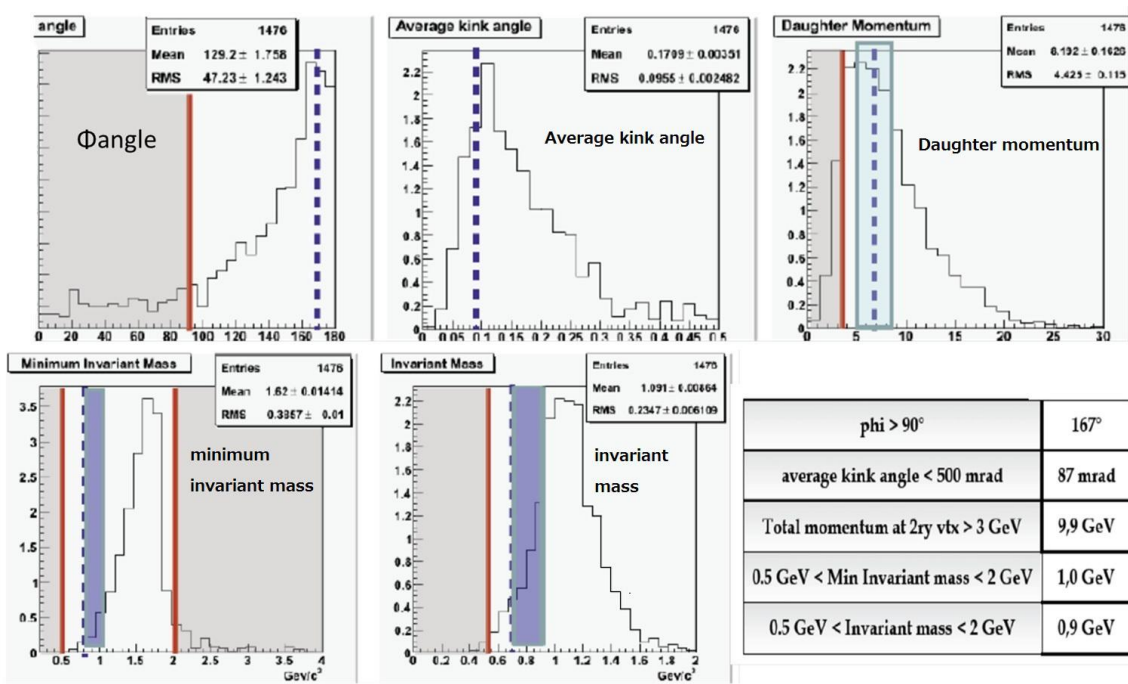 angle
Entries 1476
Mean 129.2 ± 1.758
RMS 47.23 ± 1.243
Φangle
0 20 40 60 80 100 120 140 160 180
Average kink angle
Entries 1476
Mean 0.1709 ± 0.00351
RMS 0.0955 ± 0.002482
Average kink angle
2.2
2
1.8
1.6
1.4
1.2
1
0.8
0.6
0.4
0.2
0
0 0.05 0.1 0.15 0.2 0.25 0.3 0.35 0.4 0.45 0.5
Daughter Momentum
Entries 1476
Mean 8.192 ± 0.1626
RMS 4.425 ± 0.115
Daughter momentum
2.2
2
1.8
1.6
1.4
1.2
1
0.8
0.6
0.4
0.2
0
0 5 10 15 20 25 30
Minimum Invariant Mass
Entries 1476
Mean 1.62 ± 0.01414
RMS 0.3857 ± 0.01
minimum
invariant mass
3.5
3
2.5
2
1.5
1
0.5
0
0.5 1 1.5 2 2.5 3 3.5 4
Gev/c³
Invariant Mass
Entries 1476
Mean 1.091 ± 0.00864
RMS 0.2347 ± 0.006109
invariant
mass
2.2
2
1.8
1.6
1.4
1.2
1
0.8
0.6
0.4
0.2
0
0 0.2 0.4 0.6 0.8 1 1.2 1.4 1.6 1.8 2
Gev/c³
phi > 90° 167°
average kink angle < 500 mrad 87 mrad
Total momentum at 2ry vtx > 3 GeV 9,9 GeV
0.5 GeV < Min Invariant mass < 2 GeV 1,0 GeV
0.5 GeV < Invariant mass < 2 GeV 0,9 GeV